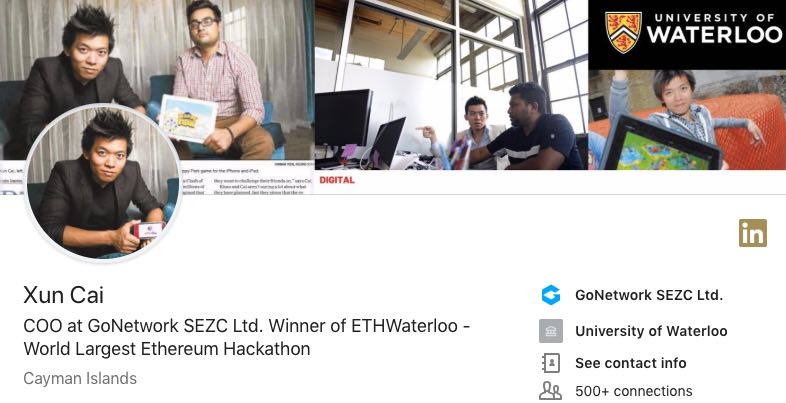 UNIVERSITY OF
WATERLOO
DIGITAL
Xun Cai
COO at GoNetwork SEZC Ltd. Winner of ETHWaterloo -
World Largest Ethereum Hackathon
Cayman Islands
in
GoNetwork SEZC Ltd.
University of Waterloo
See contact info
500+ connections